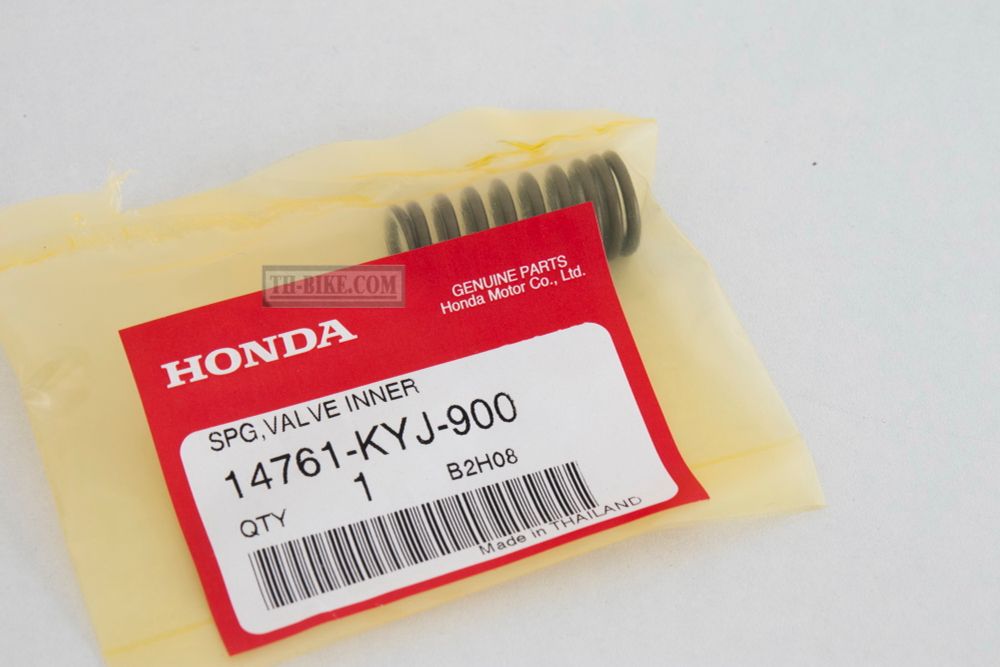 TH-BIKE.COM
GENUINE PARTS
Honda Motor Co., Ltd.
HONDA
SPG,VALVE INNER
14761-KYJ-900
QTY 1 B2H08
Made in THAILAND